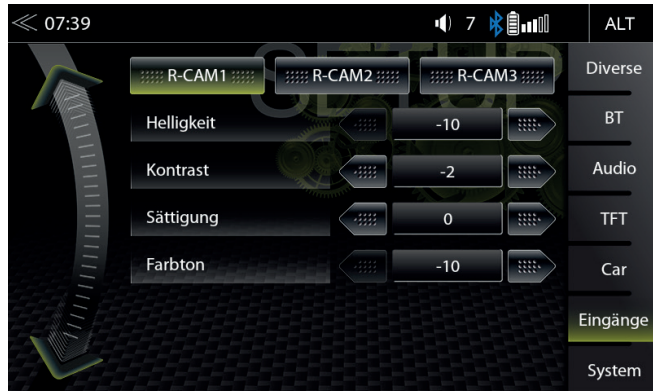 07:39 7 ALT
SETUP
R-CAM1 R-CAM2 R-CAM3
Diverse
Helligkeit -10
BT
Kontrast -2
Audio
Sättigung 0
TFT
Farbton -10
Car
Eingänge
System